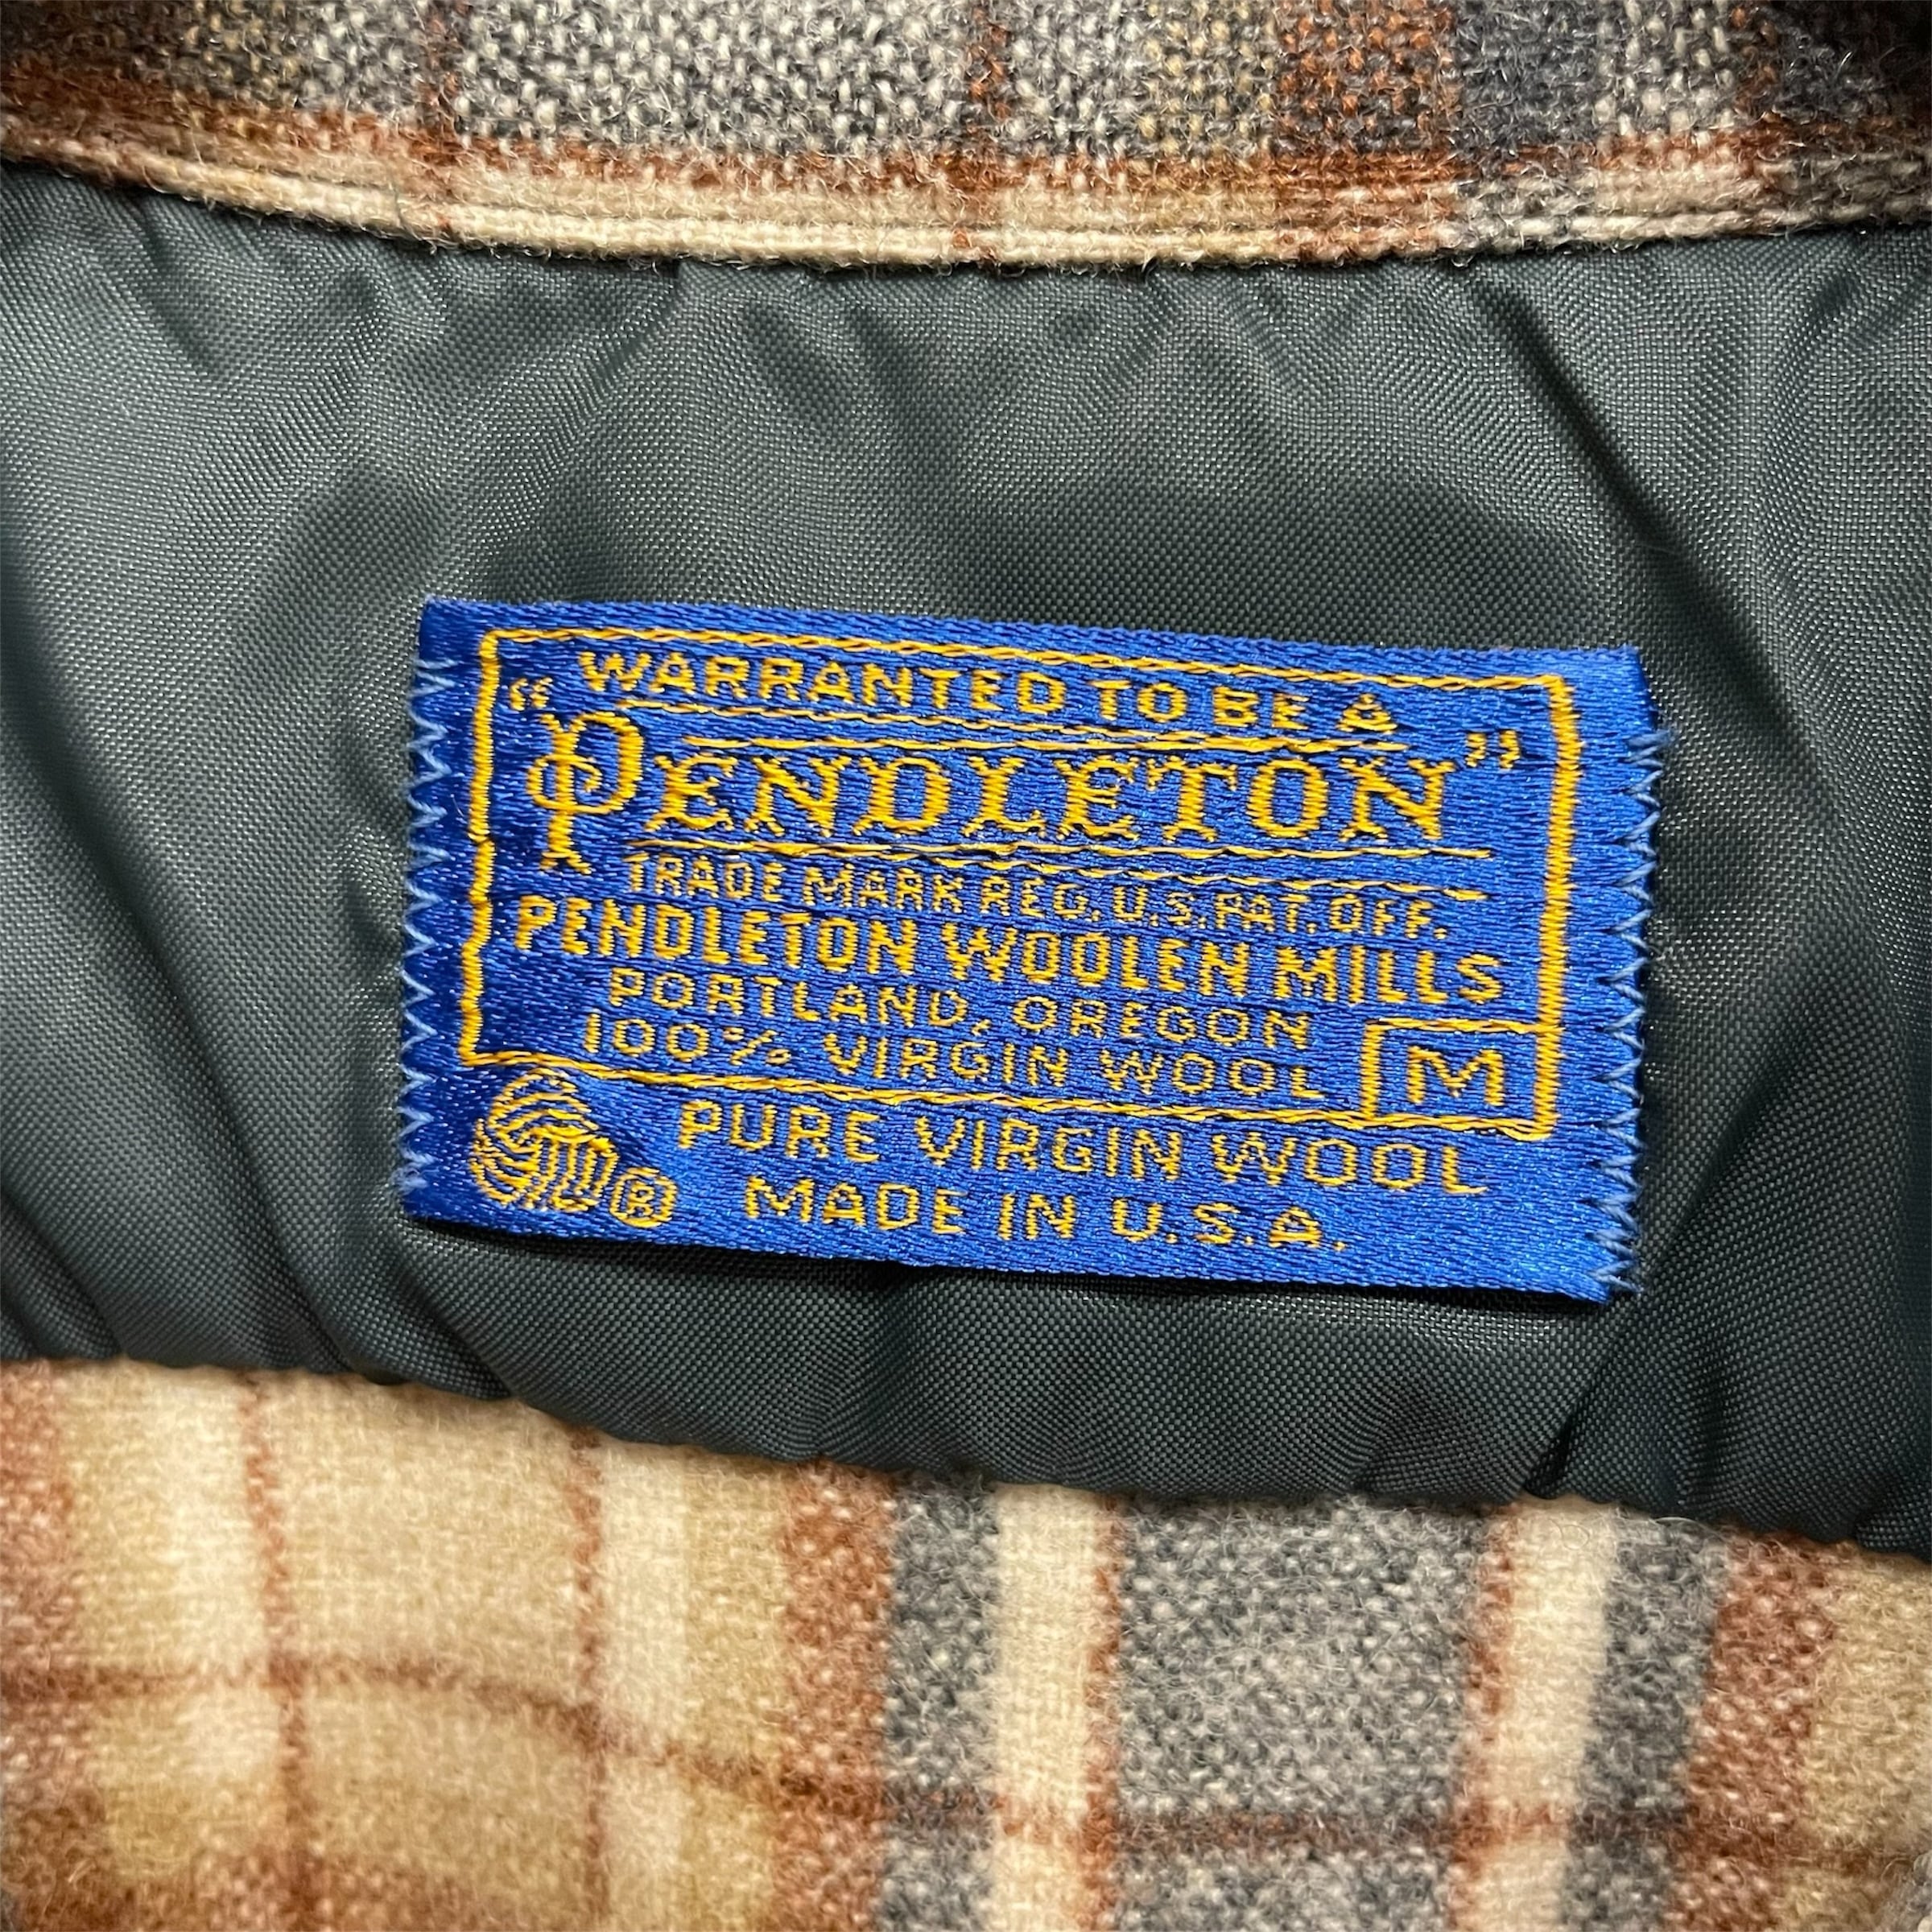 WARRANTED TO BE A
"PENDLETON"
TRADE MARK REG. U.S. PAT. OFF.
PENDLETON WOOLEN MILLS
PORTLAND, OREGON
100% VIRGIN WOOL M
PURE VIRGIN WOOL
® MADE IN U.S.A.